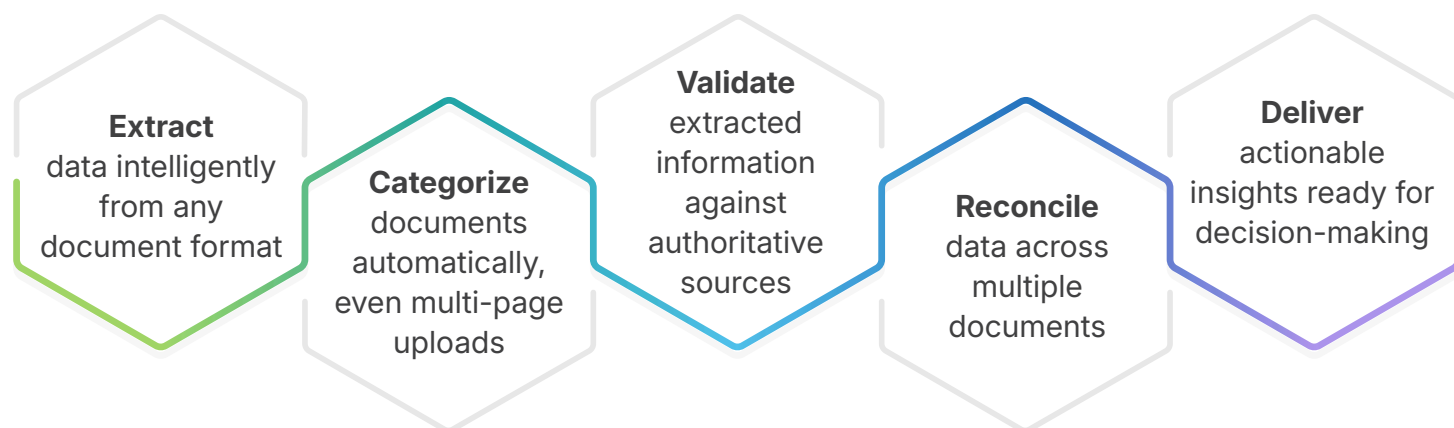 Extract
data intelligently
from any
document format
Categorize
documents
automatically,
even multi-page
uploads
Validate
extracted
information
against
authoritative
sources
Reconcile
data across
multiple
documents
Deliver
actionable
insights ready for
decision-making